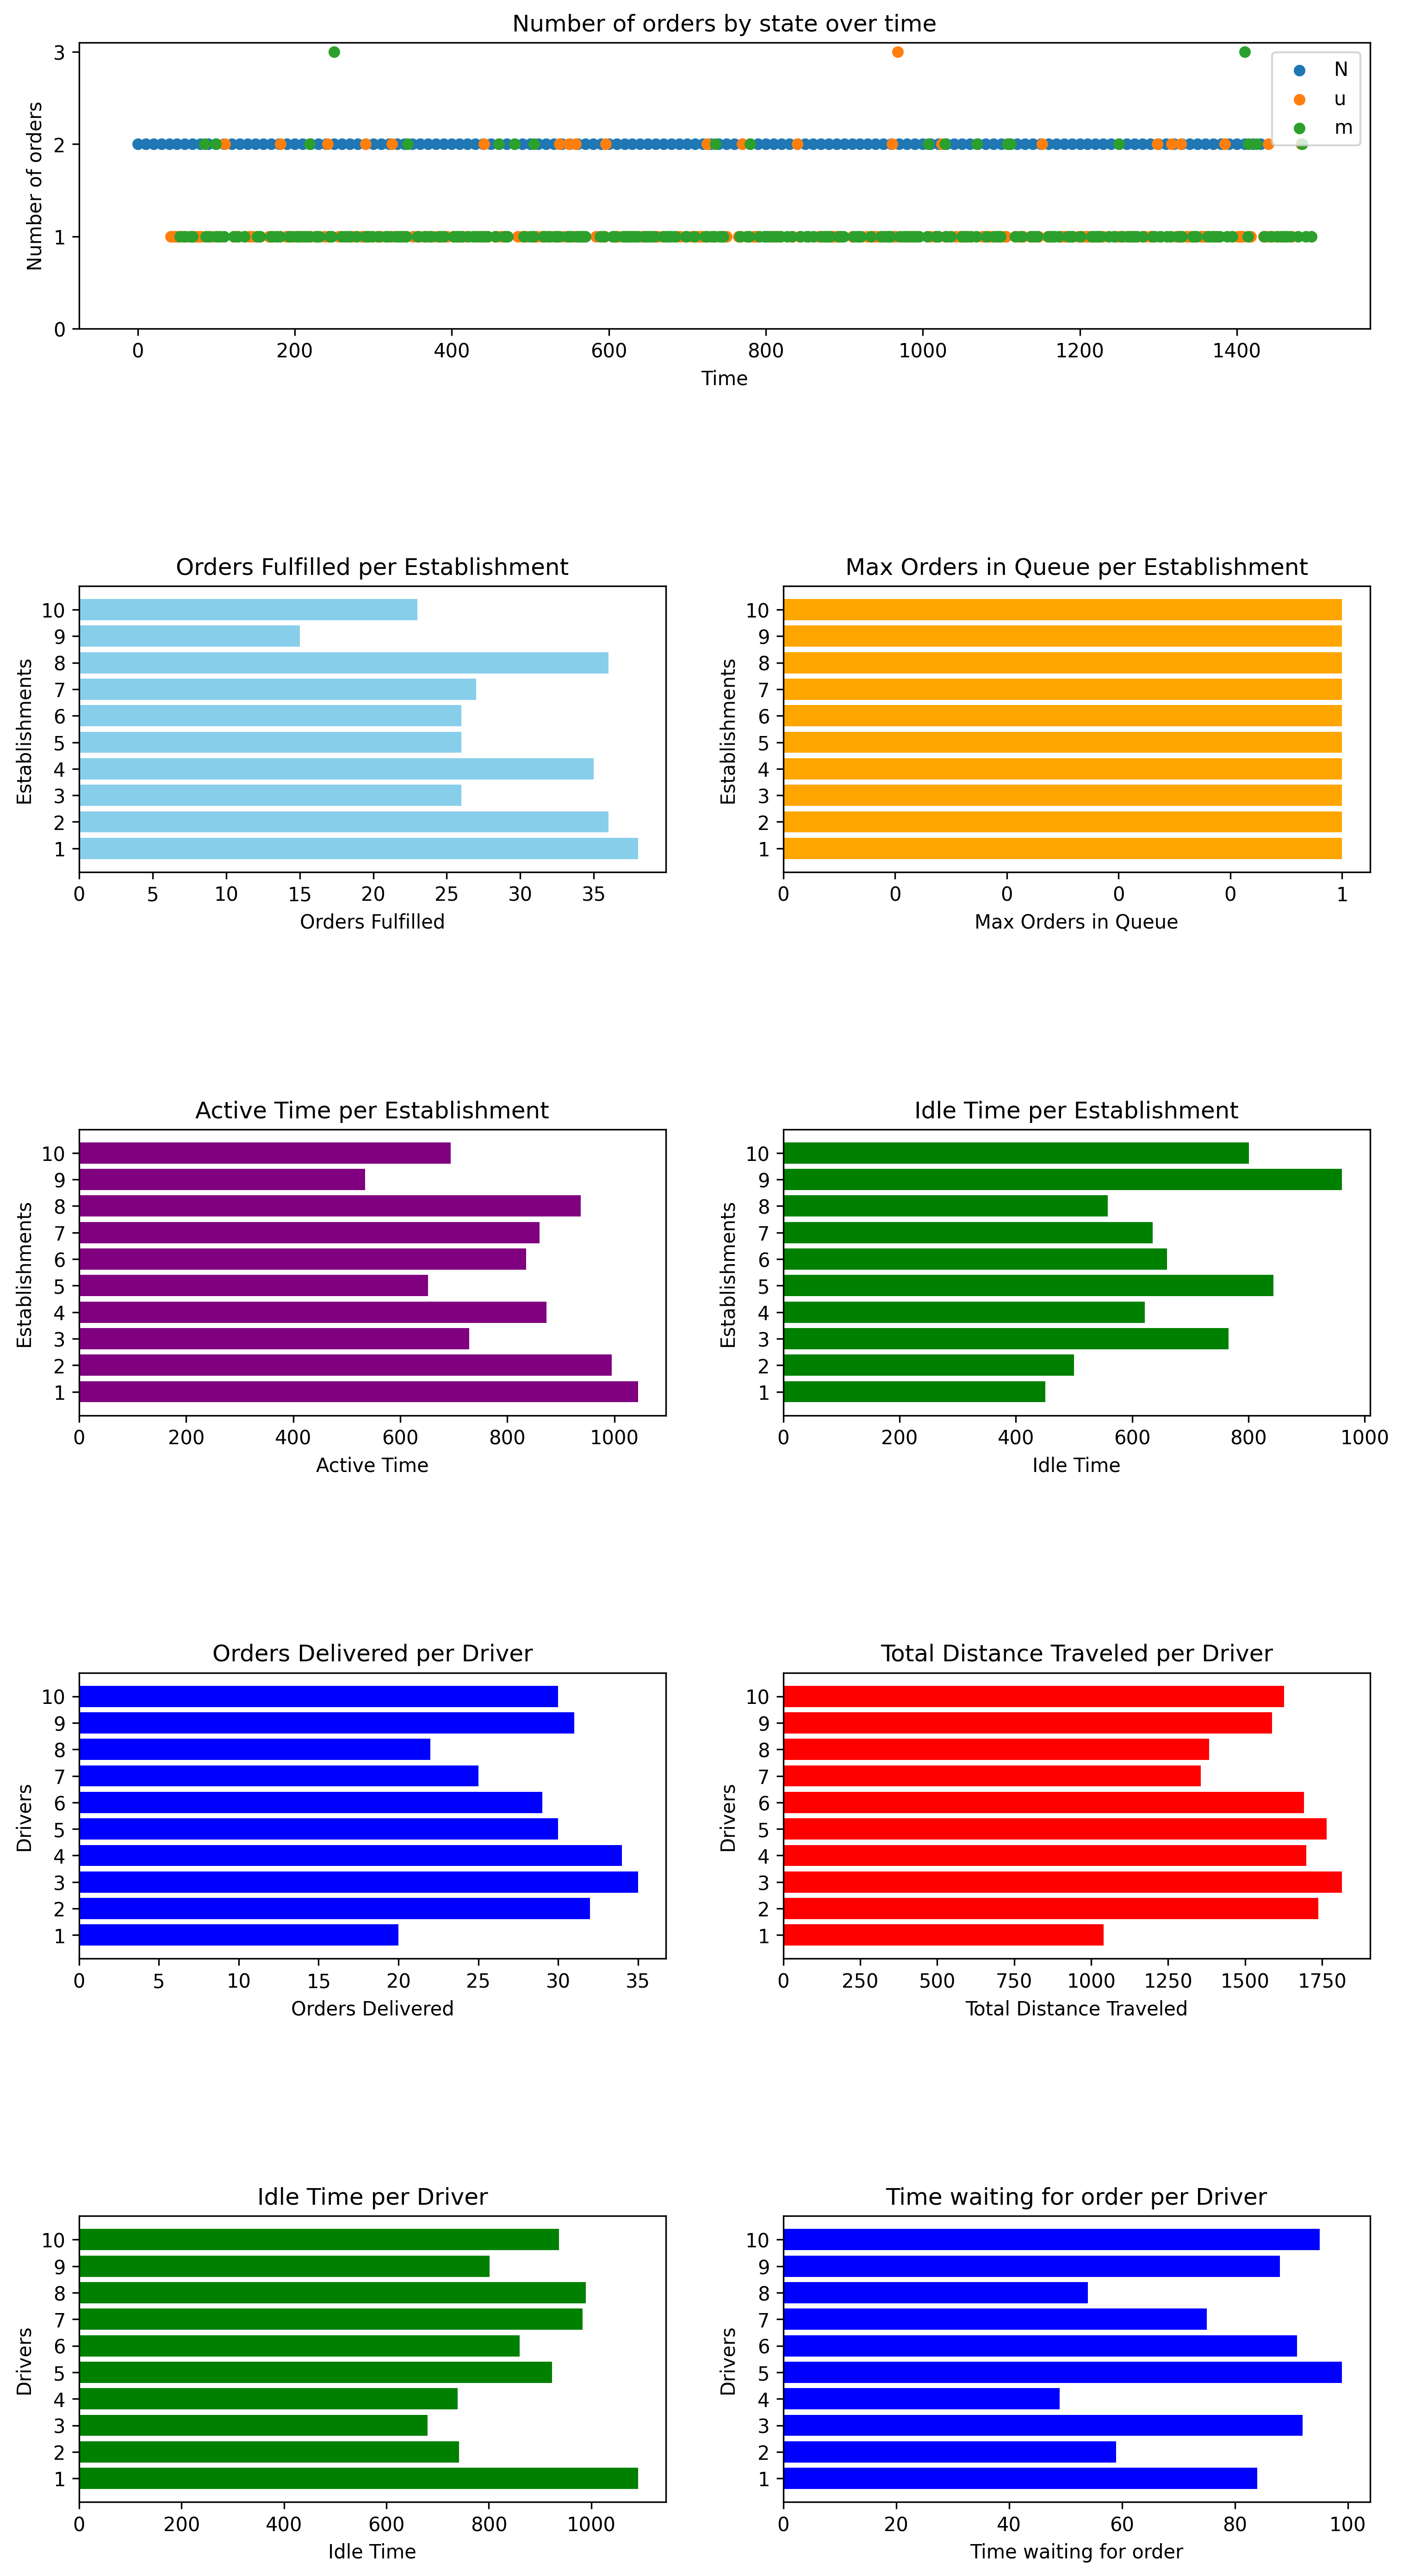 Number of orders by state over time
Number of orders
3
2
1
0
N
u
m
0 200 400 600 800 1000 1200 1400
Time
Orders Fulfilled per Establishment
Establishments
10
9
8
7
6
5
4
3
2
1
0 5 10 15 20 25 30 35
Orders Fulfilled
Max Orders in Queue per Establishment
Establishments
10
9
8
7
6
5
4
3
2
1
0 0 0 0 0 1
Max Orders in Queue
Active Time per Establishment
Establishments
10
9
8
7
6
5
4
3
2
1
0 200 400 600 800 1000
Active Time
Idle Time per Establishment
Establishments
10
9
8
7
6
5
4
3
2
1
0 200 400 600 800 1000
Idle Time
Orders Delivered per Driver
Drivers
10
9
8
7
6
5
4
3
2
1
0 5 10 15 20 25 30 35
Orders Delivered
Total Distance Traveled per Driver
Drivers
10
9
8
7
6
5
4
3
2
1
0 250 500 750 1000 1250 1500 1750
Total Distance Traveled
Idle Time per Driver
Drivers
10
9
8
7
6
5
4
3
2
1
0 200 400 600 800 1000
Idle Time
Time waiting for order per Driver
Drivers
10
9
8
7
6
5
4
3
2
1
0 20 40 60 80 100
Time waiting for order